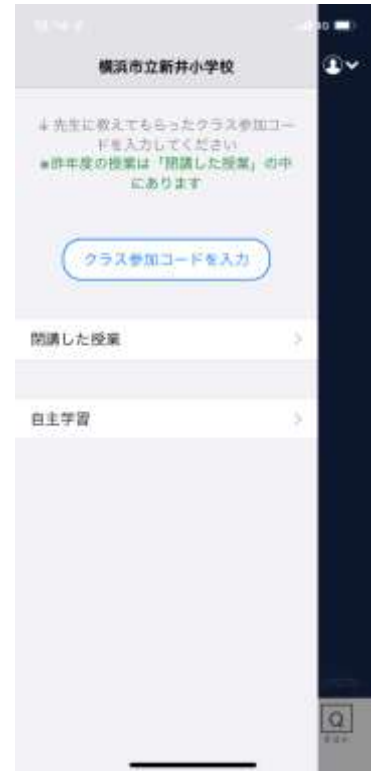 横浜市立新井小学校
↓先生に教えてもらったクラス参加コー
ドを入力してください
※昨年度の授業は「閉講した授業」の中
にあります
クラス参加コードを入力
閉講した授業
自主学習